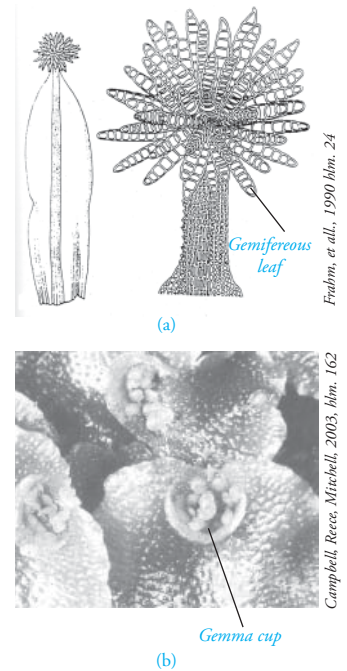 Gemifereous
leaf
Frahm, et all., 1990 hlm. 24
(a)
Campbell, Reece, Mitchell, 2003, hlm. 162
Gemma cup
(b)